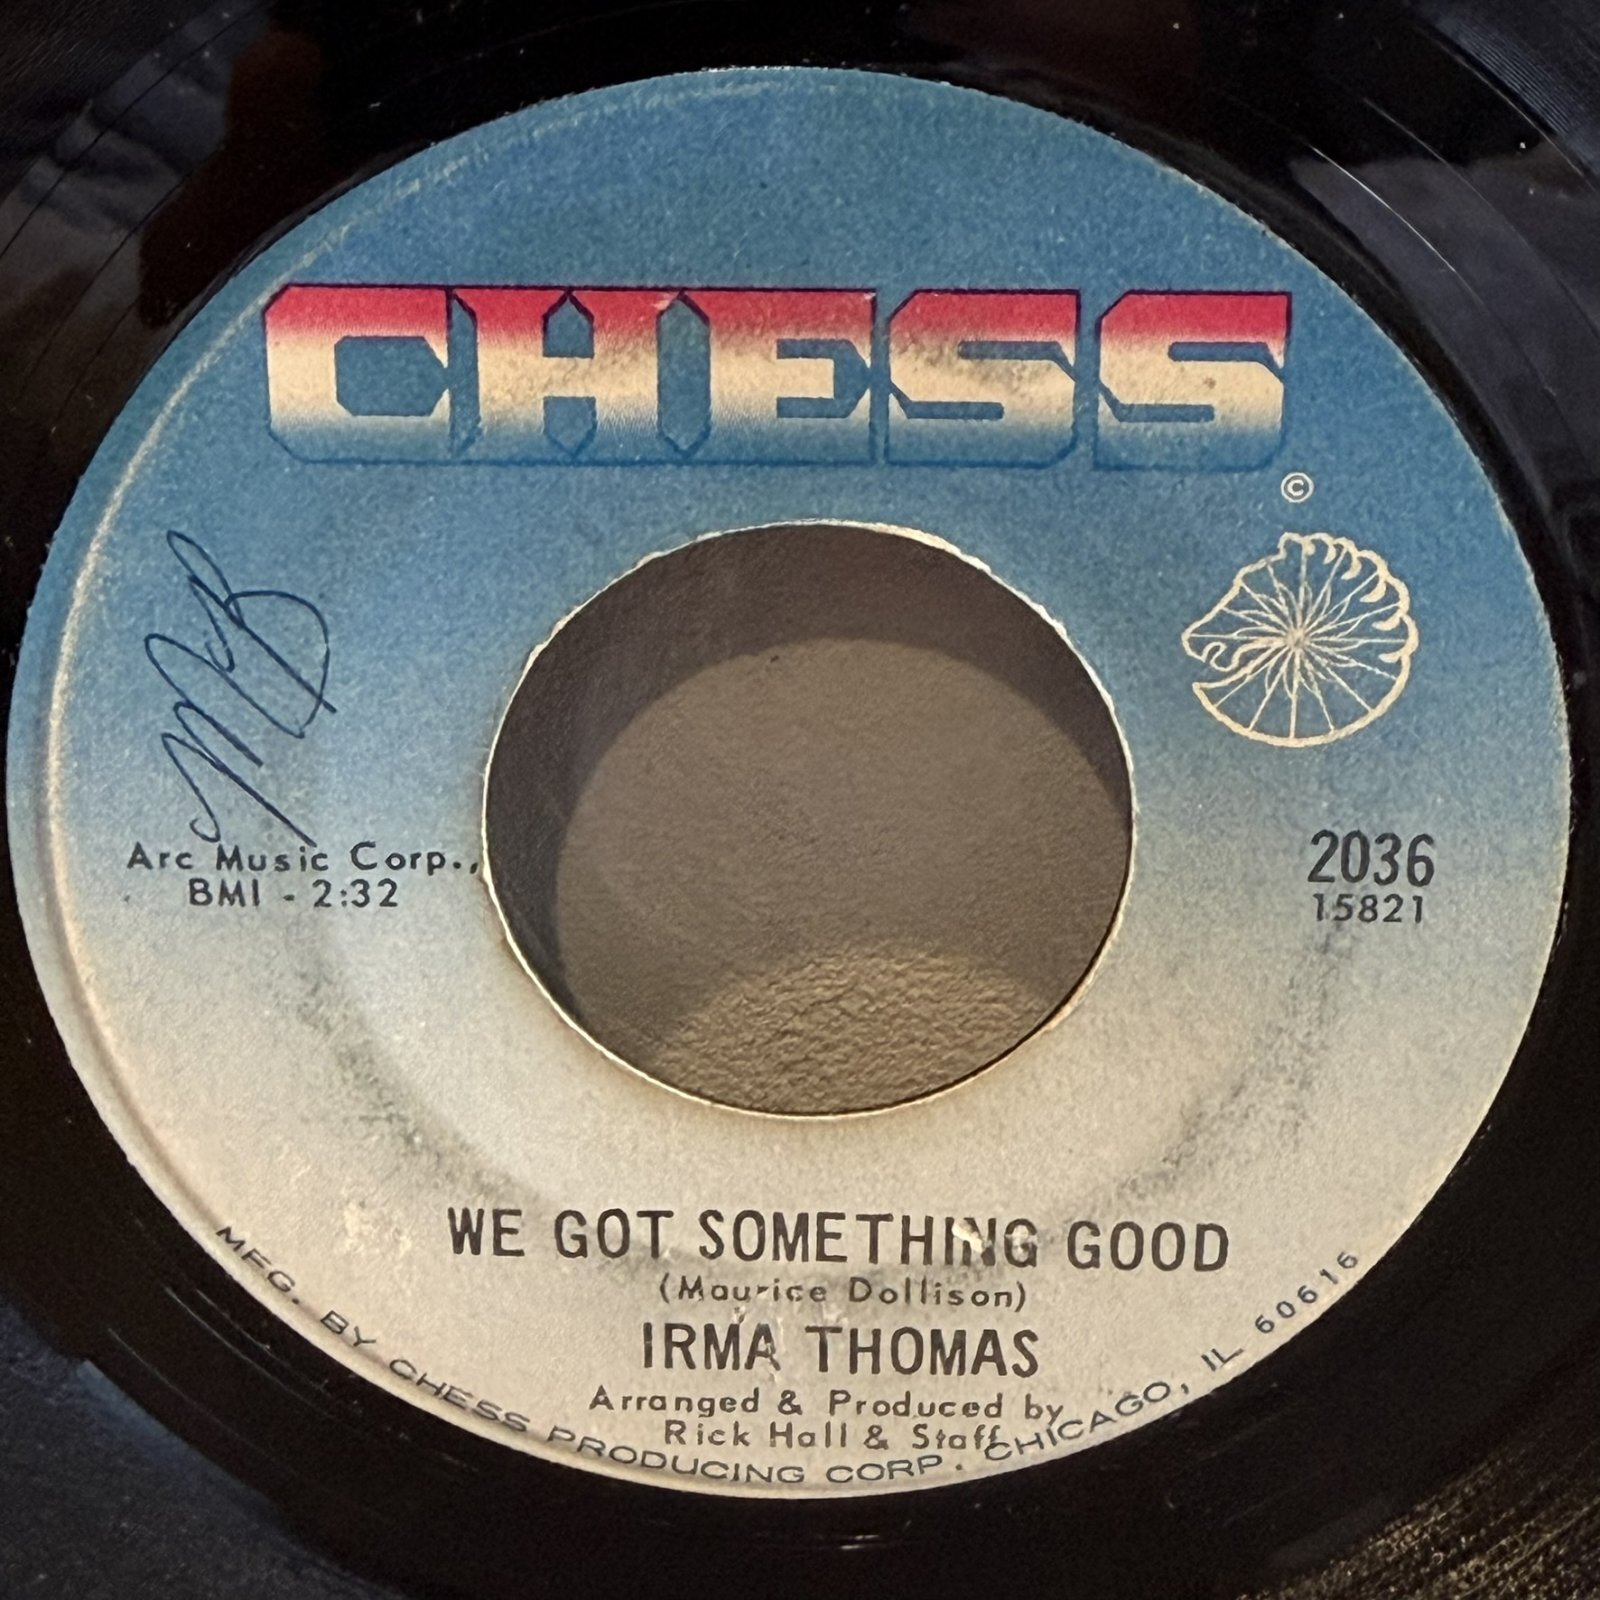 CHESS
©
MB
Arc Music Corp.,
BMI - 2:32
2036
15821
WE GOT SOMETHING GOOD
(Maurice Dollison)
IRMA THOMAS
Arranged & Produced by
Rick Hall & Staff
MFG. BY CHESS PRODUCING CORP. CHICAGO, IL 60616